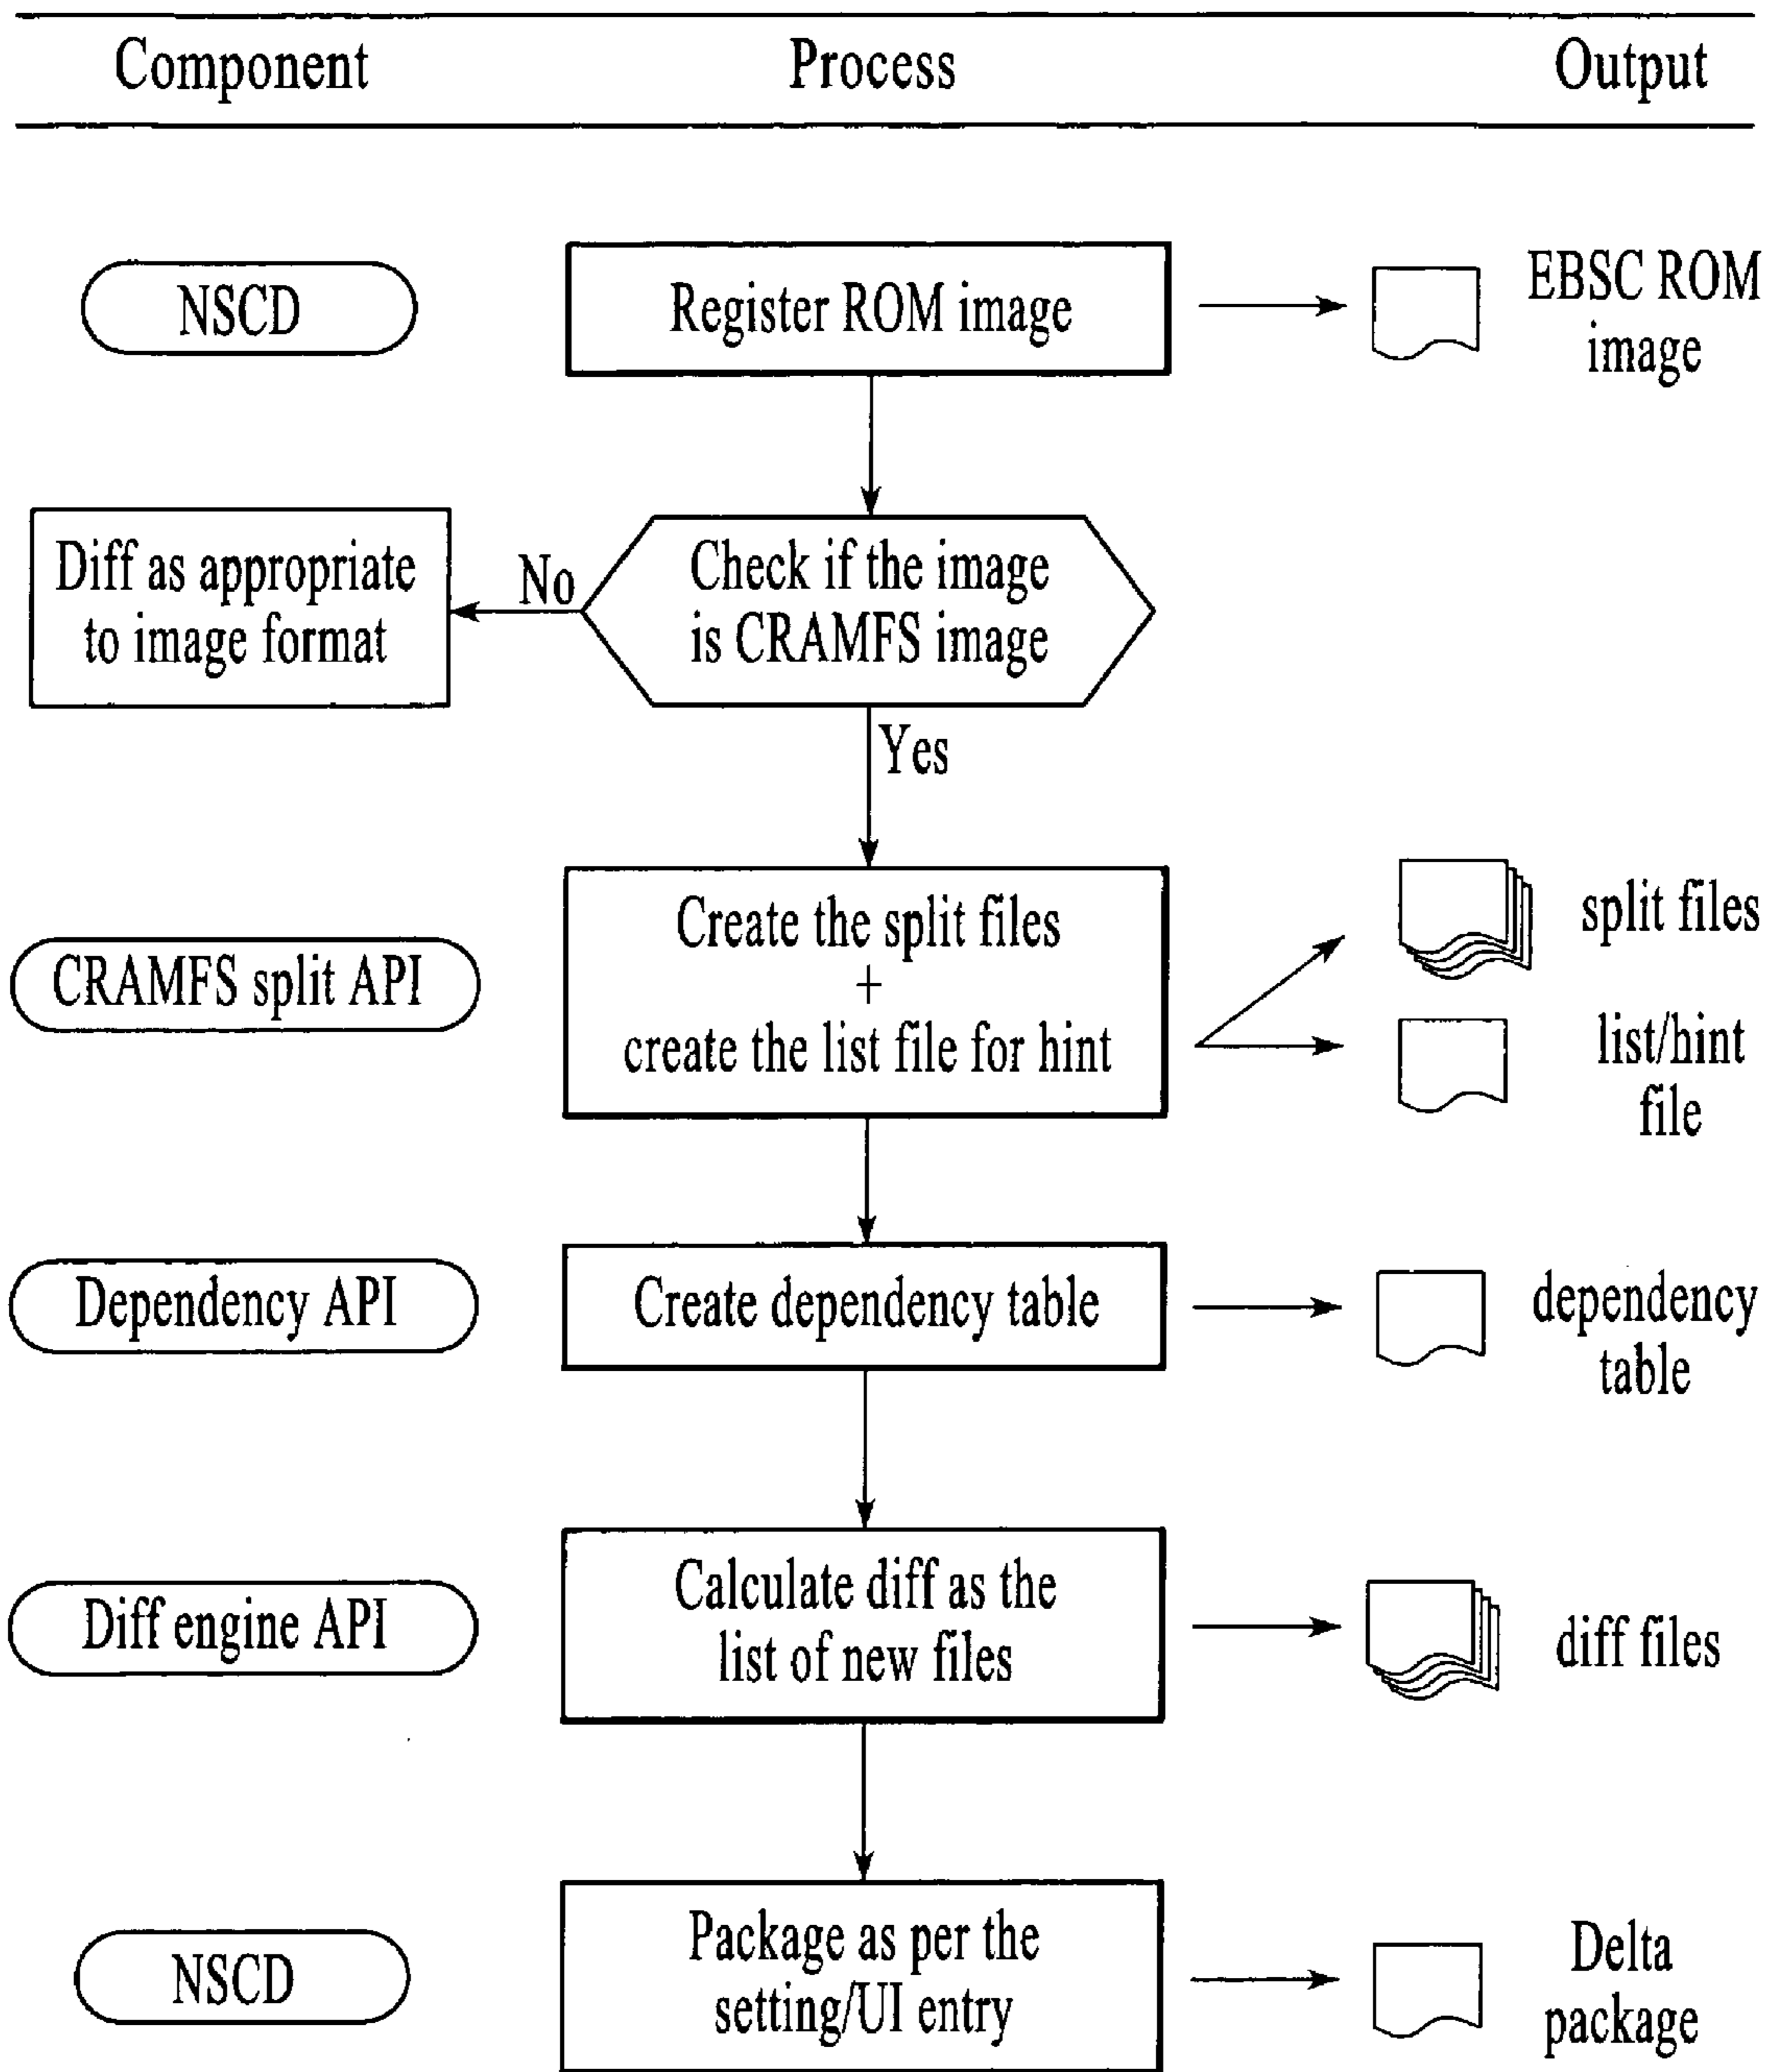 Component
Process
Output
NSCD
Register ROM image
EBSC ROM
image
Diff as appropriate
to image format
No
Check if the image
is CRAMFS image
Yes
CRAMFS split API
Create the split files
+
create the list file for hint
split files
list/hint
file
Dependency API
Create dependency table
dependency
table
Diff engine API
Calculate diff as the
list of new files
diff files
NSCD
Package as per the
setting/UI entry
Delta
package